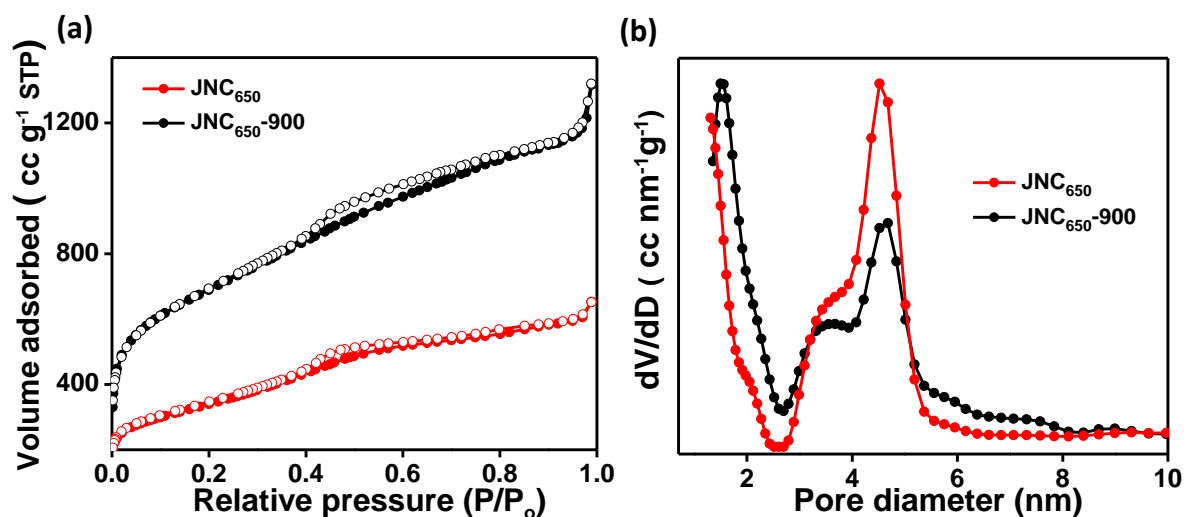 (a)
Volume adsorbed ( cc g⁻¹ STP)
1200
800
400
JNC₆₅₀
JNC₆₅₀-900
0.0 0.2 0.4 0.6 0.8 1.0
Relative pressure (P/Pₒ)
(b)
dV/dD ( cc nm⁻¹g⁻¹)
JNC₆₅₀
JNC₆₅₀-900
2 4 6 8 10
Pore diameter (nm)